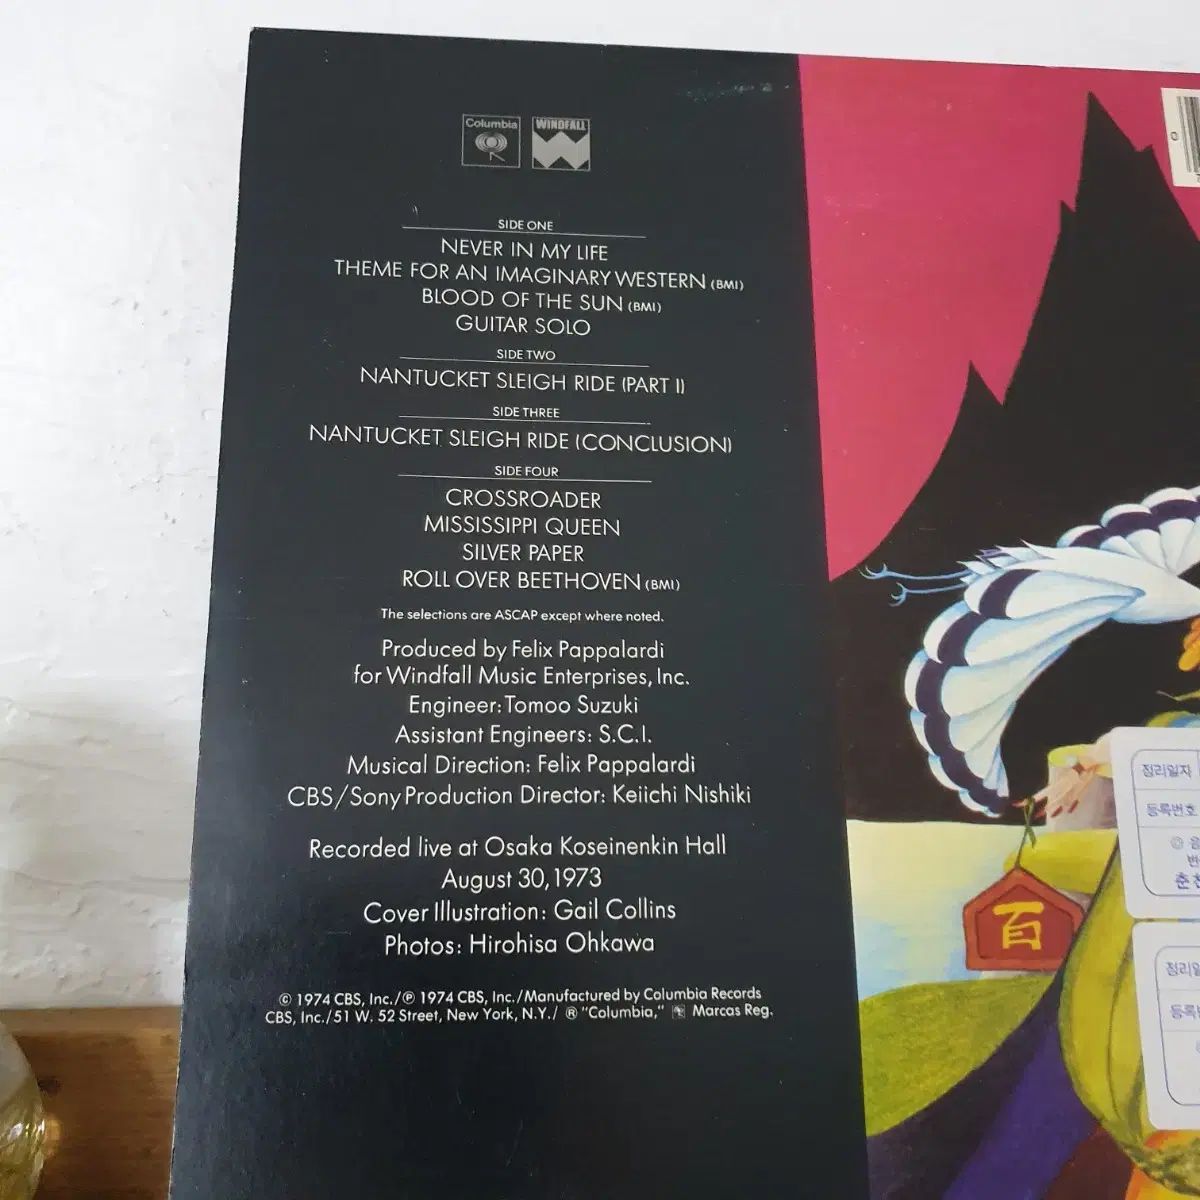 Columbia
WINDFALL
SIDE ONE
NEVER IN MY LIFE
THEME FOR AN IMAGINARY WESTERN (BMI)
BLOOD OF THE SUN (BMI)
GUITAR SOLO
SIDE TWO
NANTUCKET SLEIGH RIDE (PART I)
SIDE THREE
NANTUCKET SLEIGH RIDE (CONCLUSION)
SIDE FOUR
CROSSROADER
MISSISSIPPI QUEEN
SILVER PAPER
ROLL OVER BEETHOVEN (BMI)
The selections are ASCAP except where noted.
Produced by Felix Pappalardi
for Windfall Music Enterprises, Inc.
Engineer: Tomoo Suzuki
Assistant Engineers: S.C.I.
Musical Direction: Felix Pappalardi
CBS/Sony Production Director: Keiichi Nishiki
Recorded live at Osaka Koseinenkin Hall
August 30, 1973
Cover Illustration: Gail Collins
Photos: Hirohisa Ohkawa
© 1974 CBS, Inc./℗ 1974 CBS, Inc./Manufactured by Columbia Records
CBS, Inc./51 W. 52 Street, New York, N.Y./ ® "Columbia," Marcas Reg.
百
정리일자
등록번호
정리일
등록